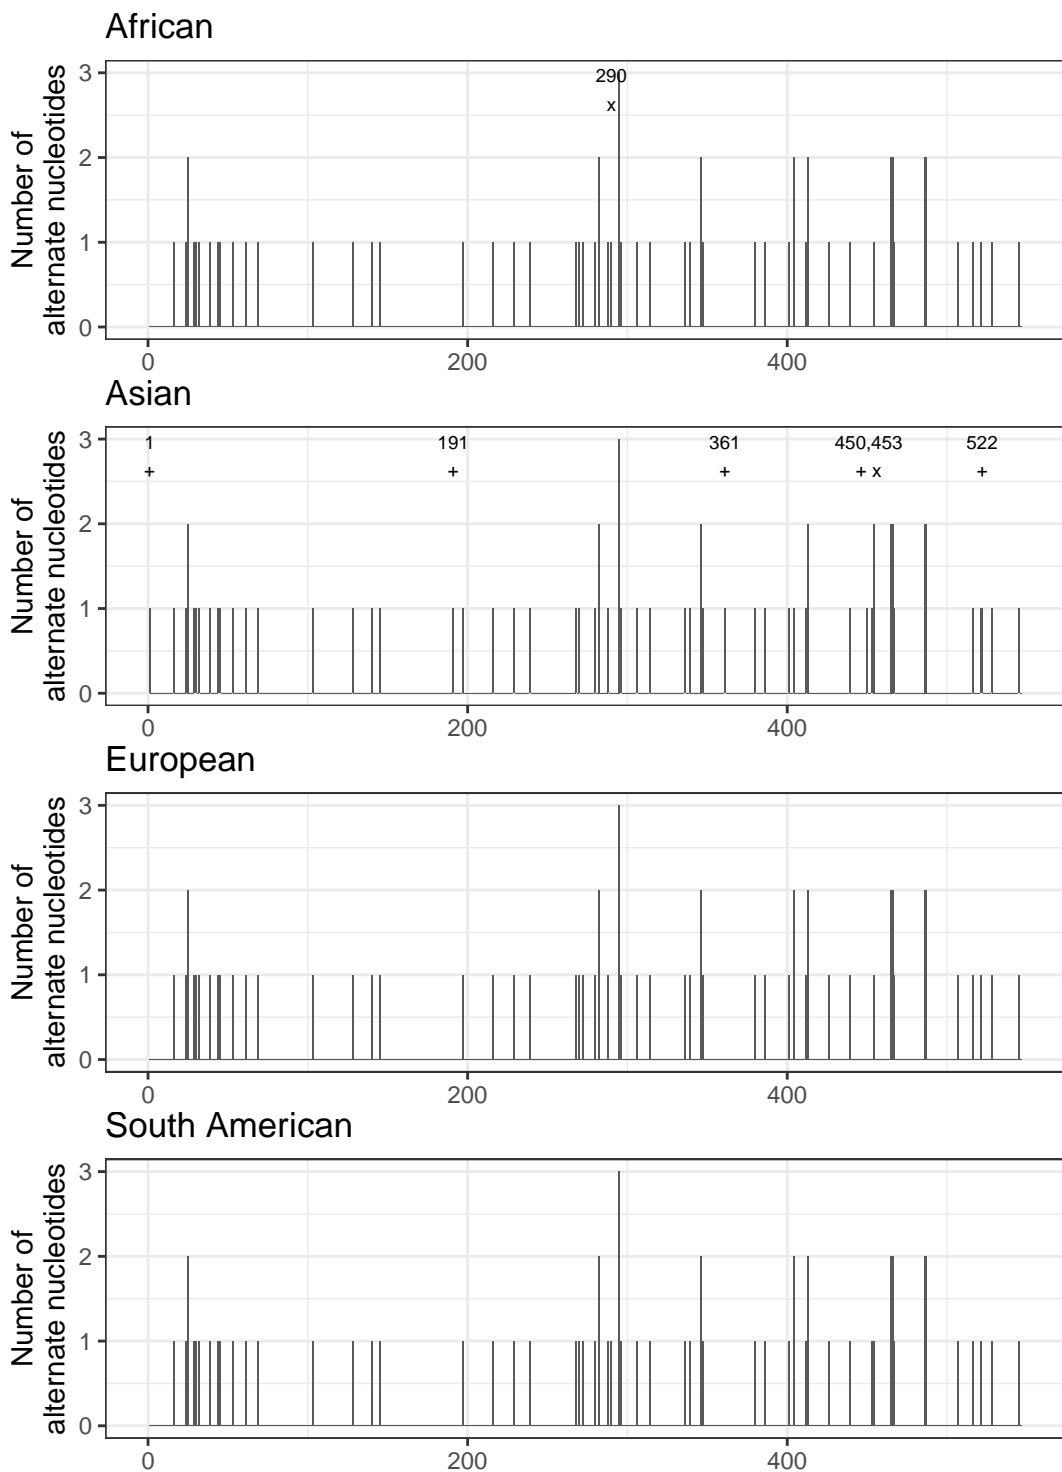 African
Number of
alternate nucleotides
3
2
1
0
290
x
0 200 400
Asian
Number of
alternate nucleotides
3
2
1
0
1 191 361 450,453 522
+ + + + x +
0 200 400
European
Number of
alternate nucleotides
3
2
1
0
0 200 400
South American
Number of
alternate nucleotides
3
2
1
0
0 200 400